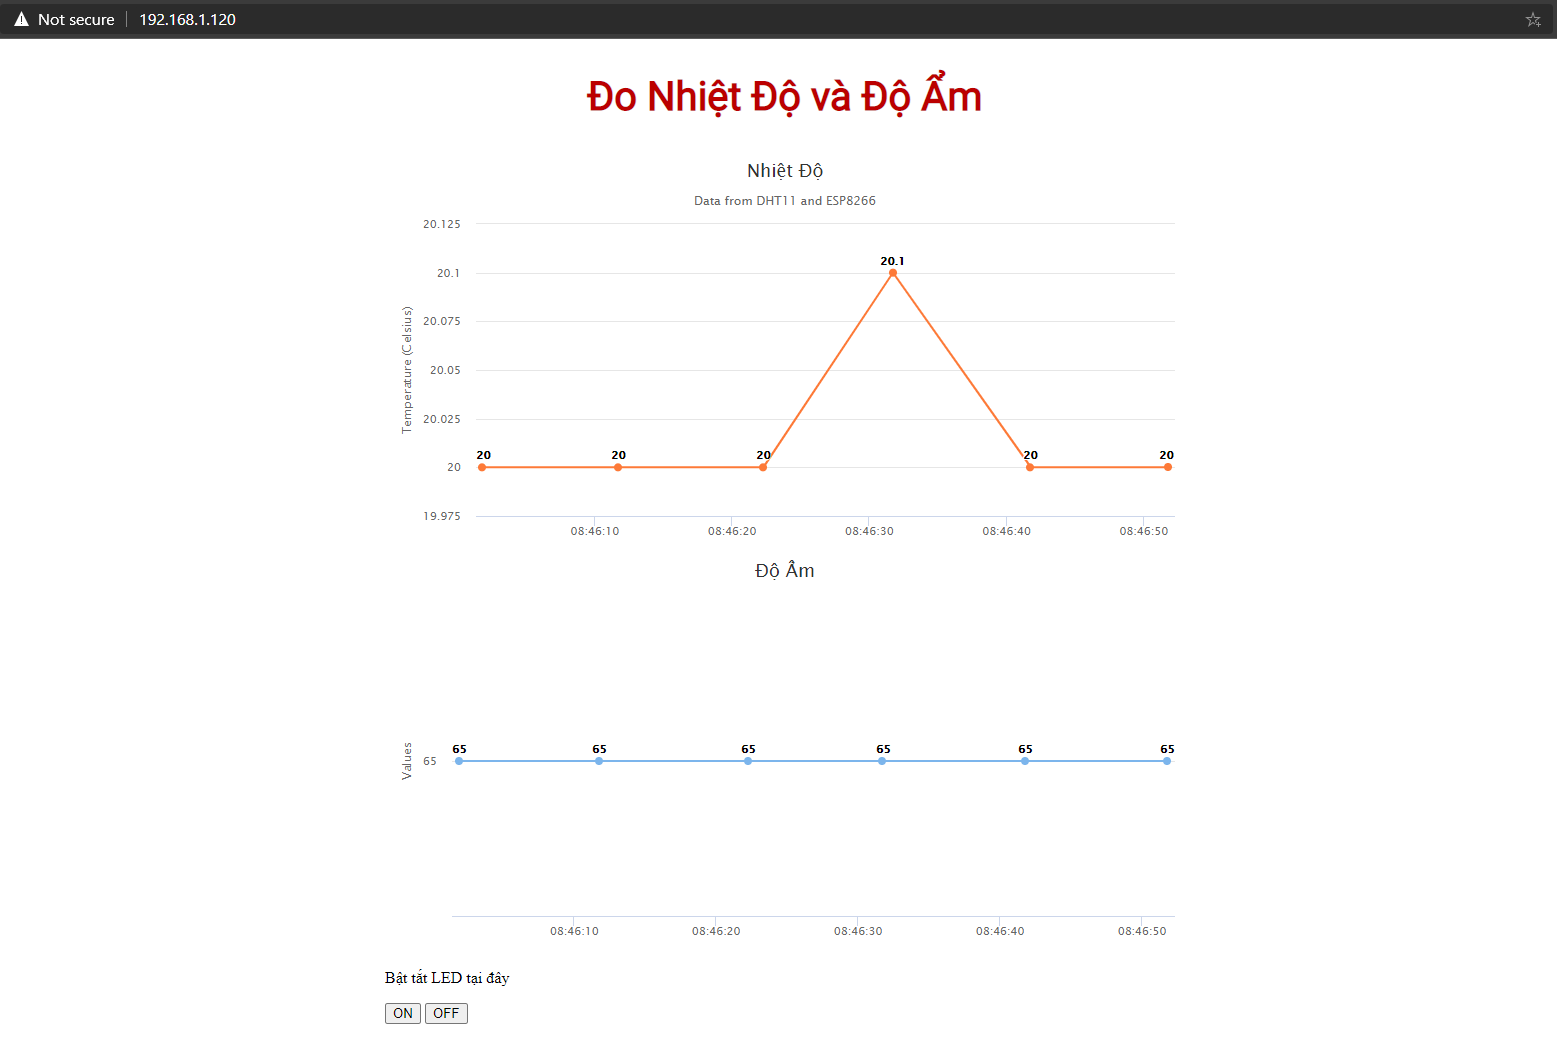 Not secure 192.168.1.120
Đo Nhiệt Độ và Độ Ẩm
Nhiệt Độ
Data from DHT11 and ESP8266
Temperature (Celsius)
20.125
20.1
20.075
20.05
20.025
20
19.975
20 20 20 20.1 20 20
08:46:10 08:46:20 08:46:30 08:46:40 08:46:50
Độ Ẩm
Values
65
65 65 65 65 65 65
08:46:10 08:46:20 08:46:30 08:46:40 08:46:50
Bật tắt LED tại đây
ON OFF